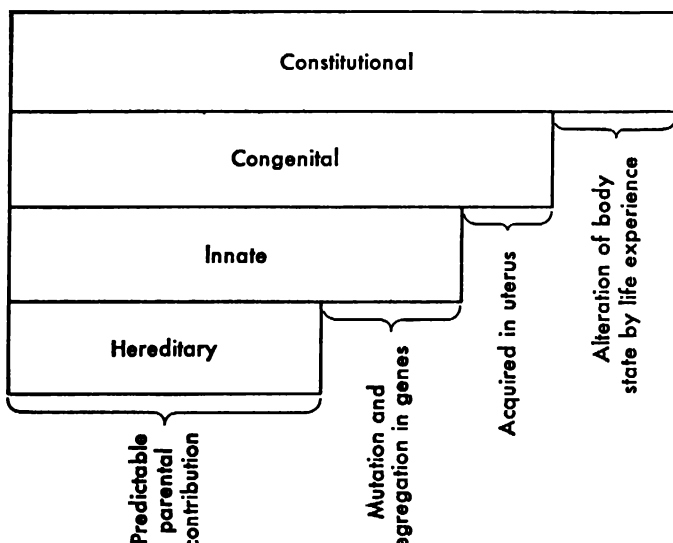 Constitutional
Congenital
Innate
Hereditary
Predictable
parental
contribution
Mutation and
egregation in genes
Acquired in uterus
Alteration of body
state by life experience